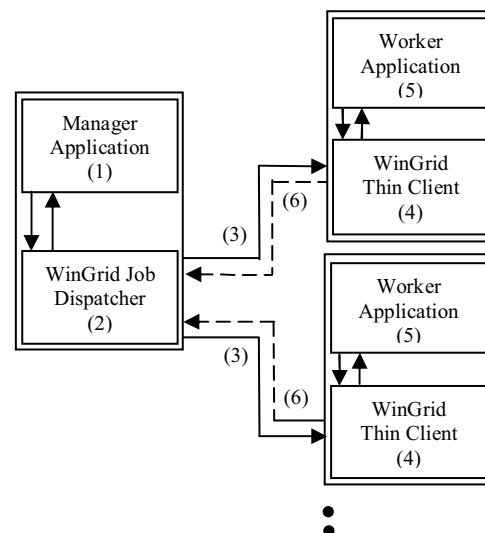 Manager
Application
(1)
WinGrid Job
Dispatcher
(2)
(3)
(6)
(3)
(6)
Worker
Application
(5)
WinGrid
Thin Client
(4)
Worker
Application
(5)
WinGrid
Thin Client
(4)